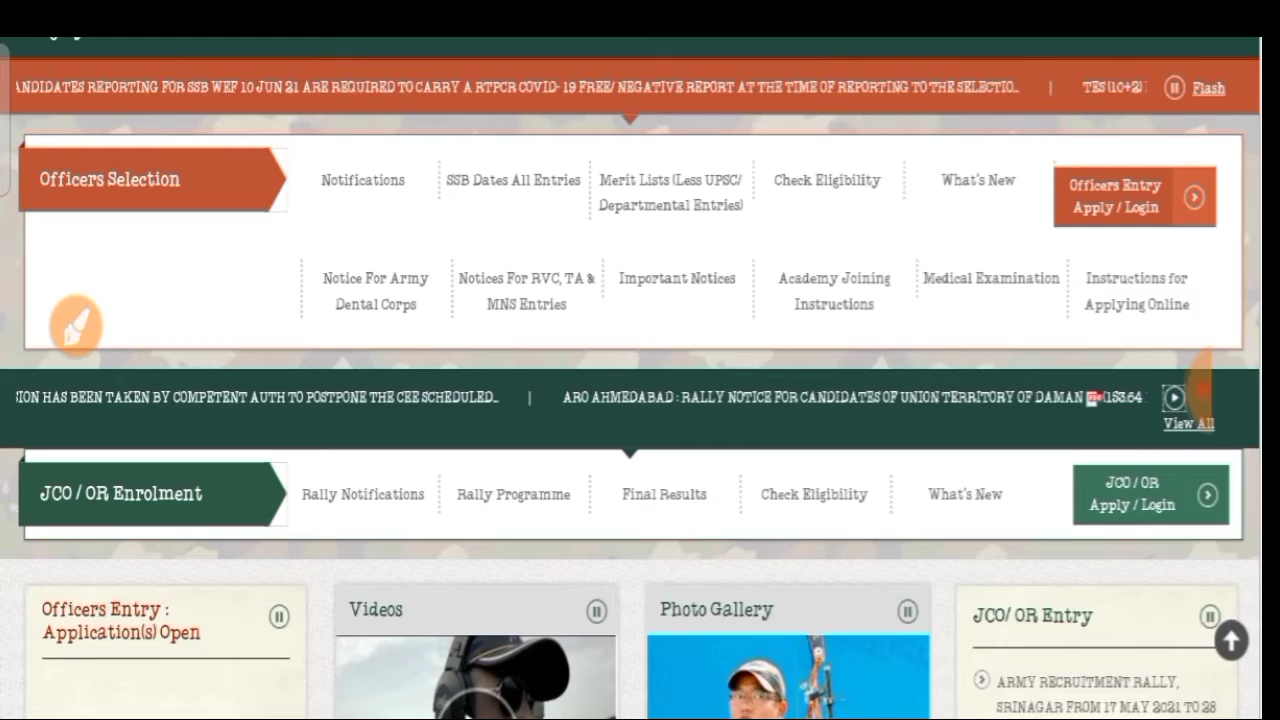 ANDIDATES REPORTING FOR SSB WEF 10 JUN 21 ARE REQUIRED TO CARRY A RTPCR COVID- 19 FREE/ NEGATIVE REPORT AT THE TIME OF REPORTING TO THE SELECTIO... | TES (10+2) Flash
Officers Selection
Notifications
SSB Dates All Entries
Merit Lists (Less UPSC/
Departmental Entries)
Check Eligibility
What's New
Officers Entry
Apply / Login
Notice For Army
Dental Corps
Notices For RVC, TA &
MNS Entries
Important Notices
Academy Joining
Instructions
Medical Examination
Instructions for
Applying Online
ION HAS BEEN TAKEN BY COMPETENT AUTH TO POSTPONE THE CEE SCHEDULED... | ARO AHMEDABAD : RALLY NOTICE FOR CANDIDATES OF UNION TERRITORY OF DAMAN (153.64
View All
JCO / OR Enrolment
Rally Notifications
Rally Programme
Final Results
Check Eligibility
What's New
JCO / OR
Apply / Login
Officers Entry :
Application(s) Open
Videos
Photo Gallery
JCO/ OR Entry
ARMY RECRUITMENT RALLY,
SRINAGAR FROM 17 MAY 2021 TO 28